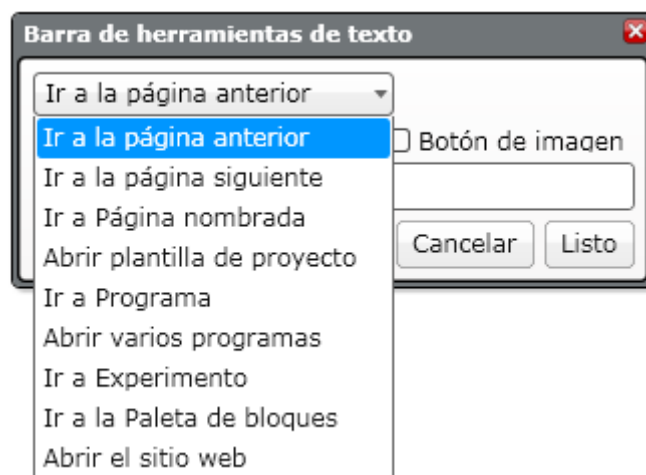 Barra de herramientas de texto
Ir a la página anterior
Ir a la página anterior
Botón de imagen
Ir a la página siguiente
Ir a Página nombrada
Abrir plantilla de proyecto
Cancelar
Listo
Ir a Programa
Abrir varios programas
Ir a Experimento
Ir a la Paleta de bloques
Abrir el sitio web